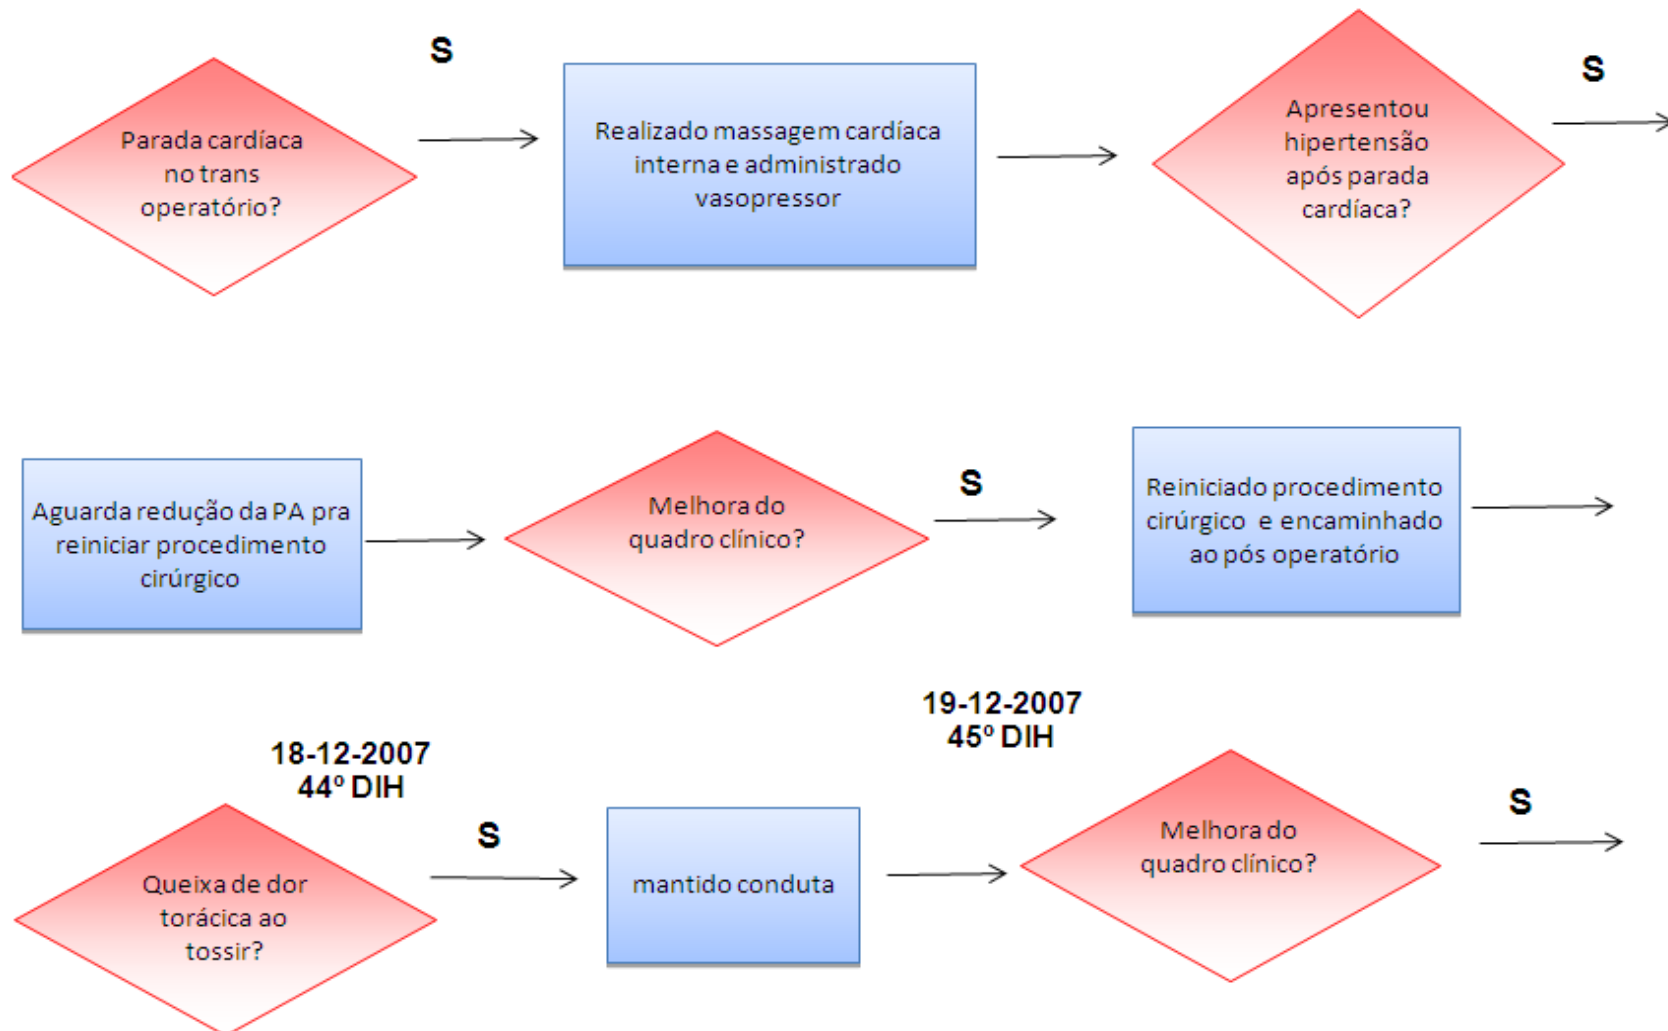 S
Parada cardíaca
no trans
operatório?
Realizado massagem cardíaca
interna e administrado
vasopressor
Apresentou
hipertensão
após parada
cardíaca?
S
Aguarda redução da PA pra
reiniciar procedimento
cirúrgico
Melhora do
quadro clínico?
S
Reiniciado procedimento
cirúrgico e encaminhado
ao pós operatório
18-12-2007
44º DIH
Queixa de dor
torácica ao
tossir?
S
mantido conduta
19-12-2007
45º DIH
Melhora do
quadro clínico?
S